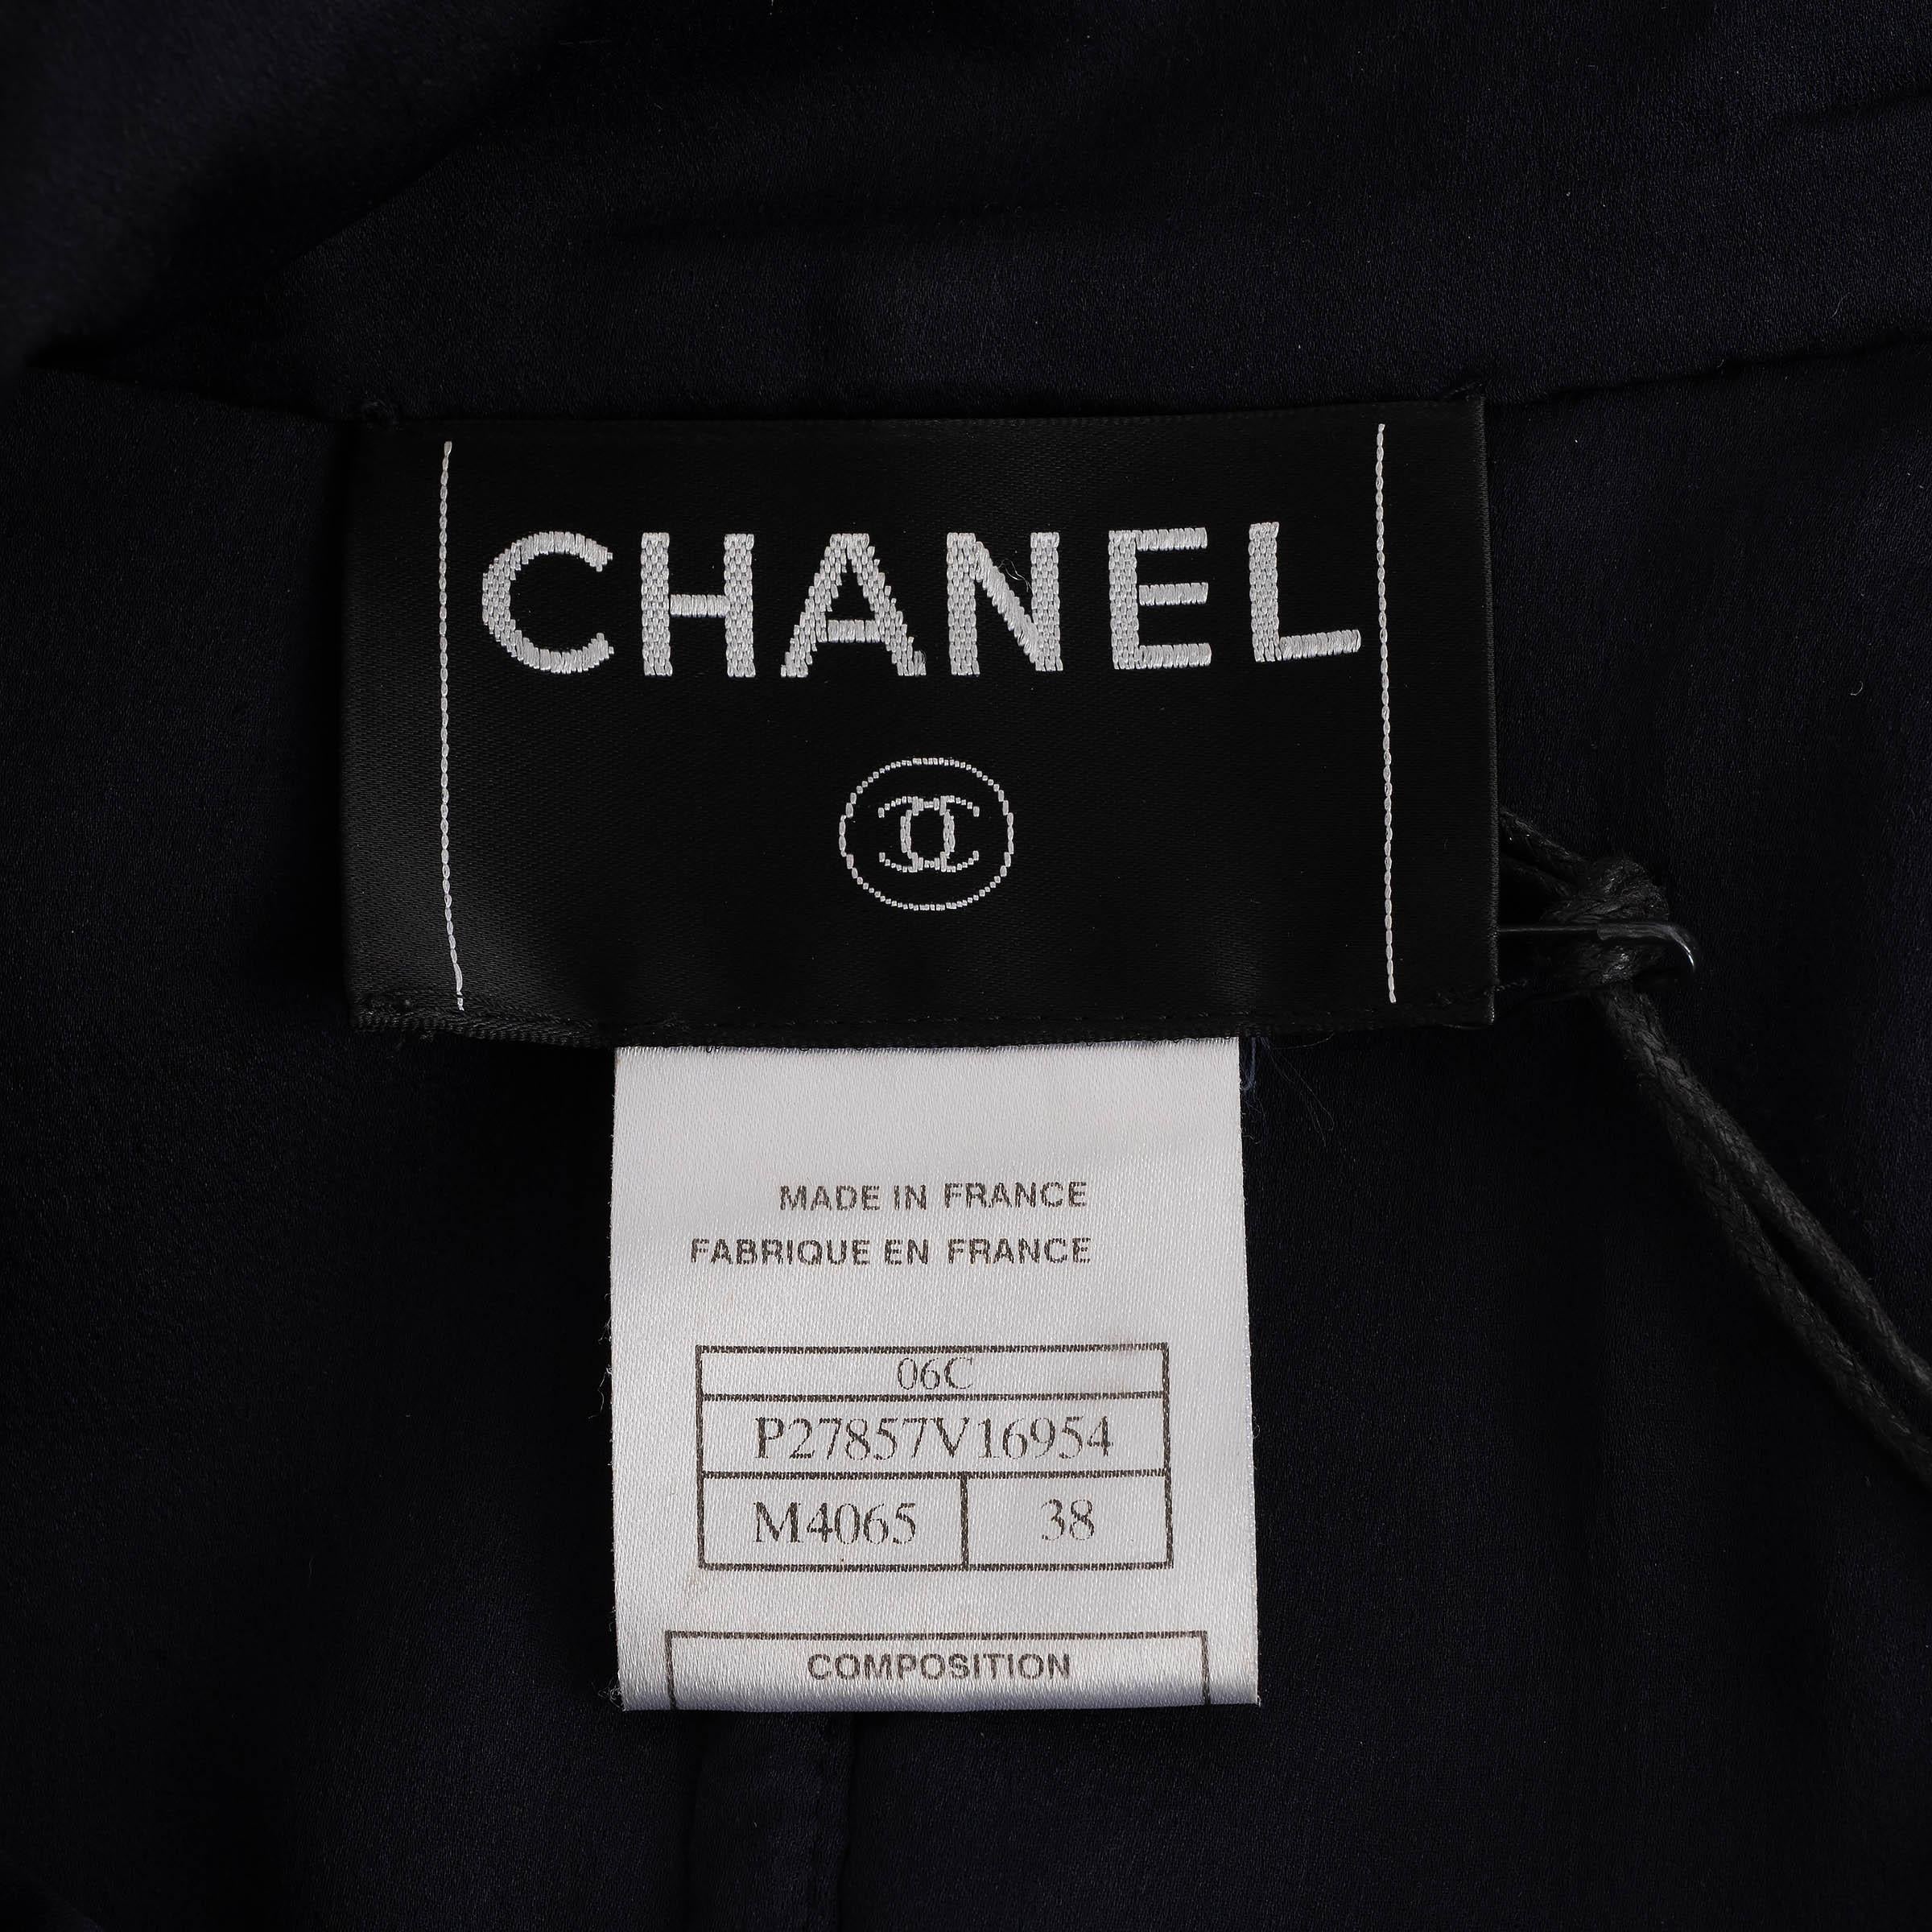 CHANEL
MADE IN FRANCE
FABRIQUE EN FRANCE
06C
P27857V16954
M4065 38
COMPOSITION